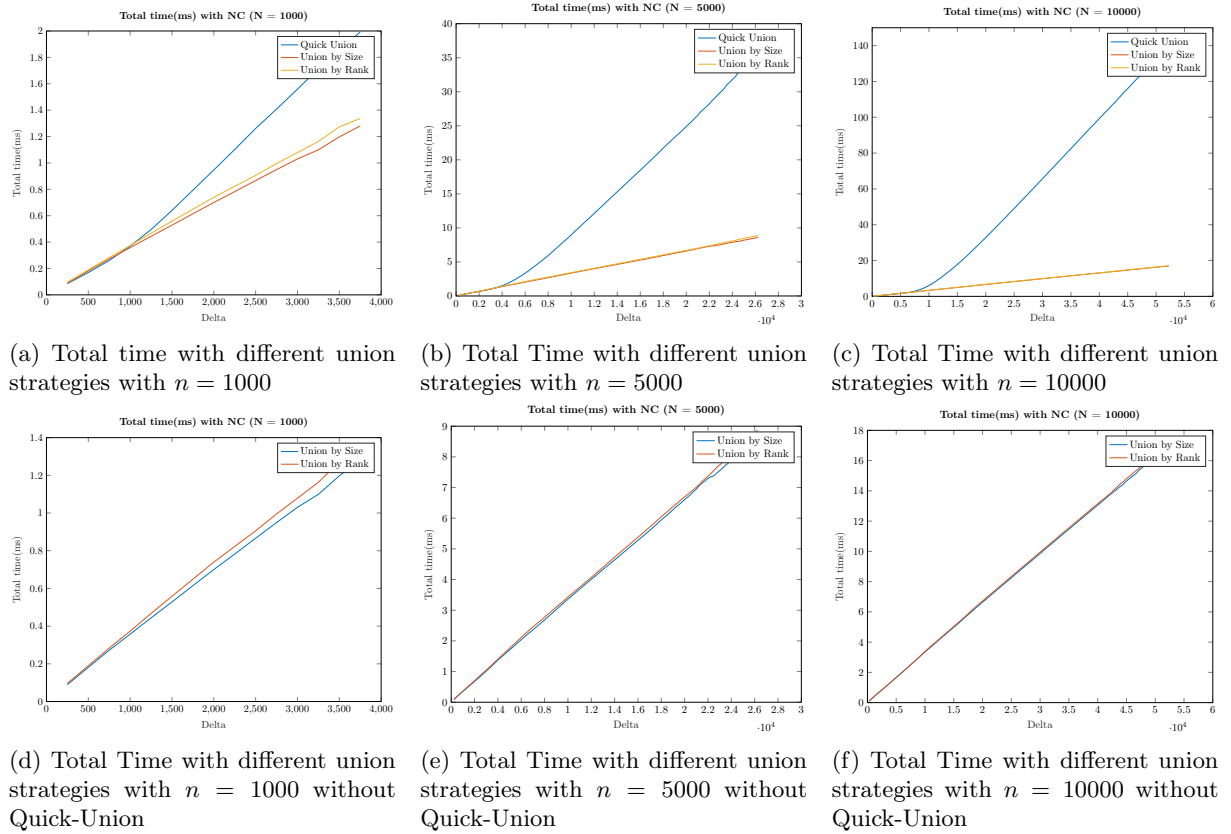 Total time(ms) with NC (N = 1000)
2
1.8
1.6
1.4
1.2
1
0.8
0.6
0.4
0.2
0
Total time(ms)
Quick Union
Union by Size
Union by Rank
0
500
1,000
1,500
2,000
2,500
3,000
3,500
4,000
Delta
(a) Total time with different union
strategies with n = 1000
Total time(ms) with NC (N = 5000)
40
35
30
25
20
15
10
5
0
Total time(ms)
Quick Union
Union by Size
Union by Rank
0 0.2 0.4 0.6 0.8 1 1.2 1.4 1.6 1.8 2 2.2 2.4 2.6 2.8 3
Delta
·10⁴
(b) Total Time with different union
strategies with n = 5000
Total time(ms) with NC (N = 10000)
140
120
100
80
60
40
20
0
Total time(ms)
Quick Union
Union by Size
Union by Rank
0 0.5 1 1.5 2 2.5 3 3.5 4 4.5 5 5.5 6
Delta
·10⁴
(c) Total Time with different union
strategies with n = 10000
Total time(ms) with NC (N = 1000)
1.4
1.2
1
0.8
0.6
0.4
0.2
0
Total time(ms)
Union by Size
Union by Rank
0
500
1,000
1,500
2,000
2,500
3,000
3,500
4,000
Delta
(d) Total Time with different union
strategies with n = 1000 without
Quick-Union
Total time(ms) with NC (N = 5000)
9
8
7
6
5
4
3
2
1
0
Total time(ms)
Union by Size
Union by Rank
0 0.2 0.4 0.6 0.8 1 1.2 1.4 1.6 1.8 2 2.2 2.4 2.6 2.8 3
Delta
·10⁴
(e) Total Time with different union
strategies with n = 5000 without
Quick-Union
Total time(ms) with NC (N = 10000)
18
16
14
12
10
8
6
4
2
0
Total time(ms)
Union by Size
Union by Rank
0 0.5 1 1.5 2 2.5 3 3.5 4 4.5 5 5.5 6
Delta
·10⁴
(f) Total Time with different union
strategies with n = 10000 without
Quick-Union